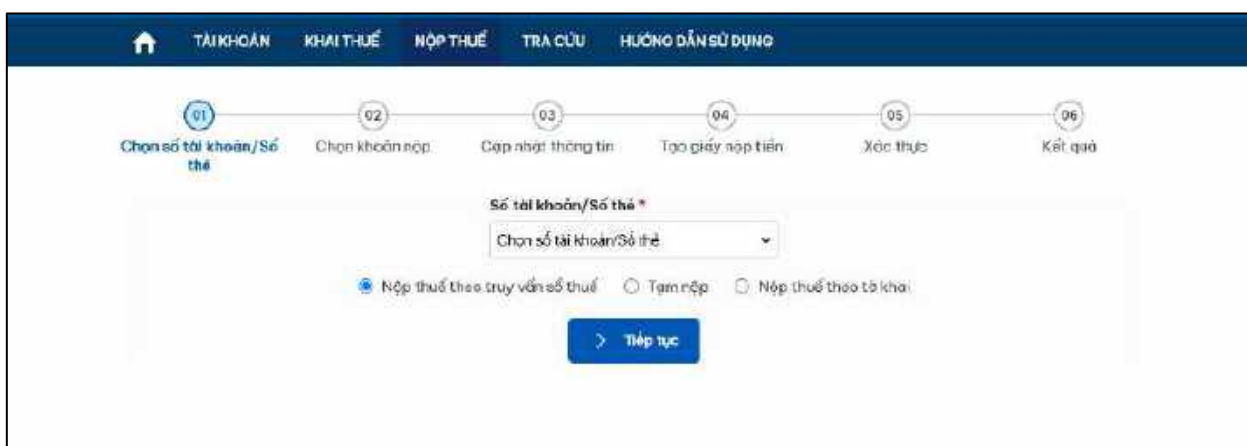 TÀI KHOẢN KHAI THUẾ NỘP THUẾ TRA CỨU HƯỚNG DẪN SỬ DỤNG
01 02 03 04 05 06
Chọn số tài khoản/Số thẻ Chọn khoản nộp Cập nhật thông tin Tạo giấy nộp tiền Xác thực Kết quả
Số tài khoản/Số thẻ *
Chọn số tài khoản/Số thẻ
Nộp thuế theo truy vấn số thuế Tạm nộp Nộp thuế theo tờ khai
Tiếp tục